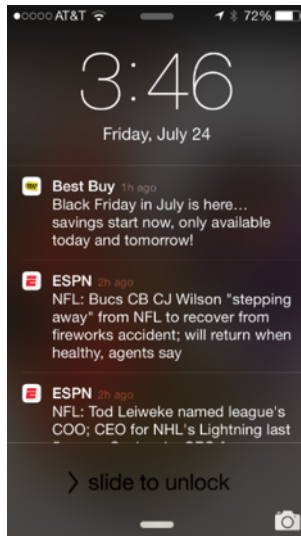 AT&T 72%
3:46
Friday, July 24
Best Buy 1h ago
Black Friday in July is here...
savings start now, only available
today and tomorrow!
ESPN 2h ago
NFL: Bucs CB CJ Wilson "stepping
away" from NFL to recover from
fireworks accident; will return when
healthy, agents say
ESPN 2h ago
NFL: Tod Leiweke named league's
COO; CEO for NHL's Lightning last
> slide to unlock